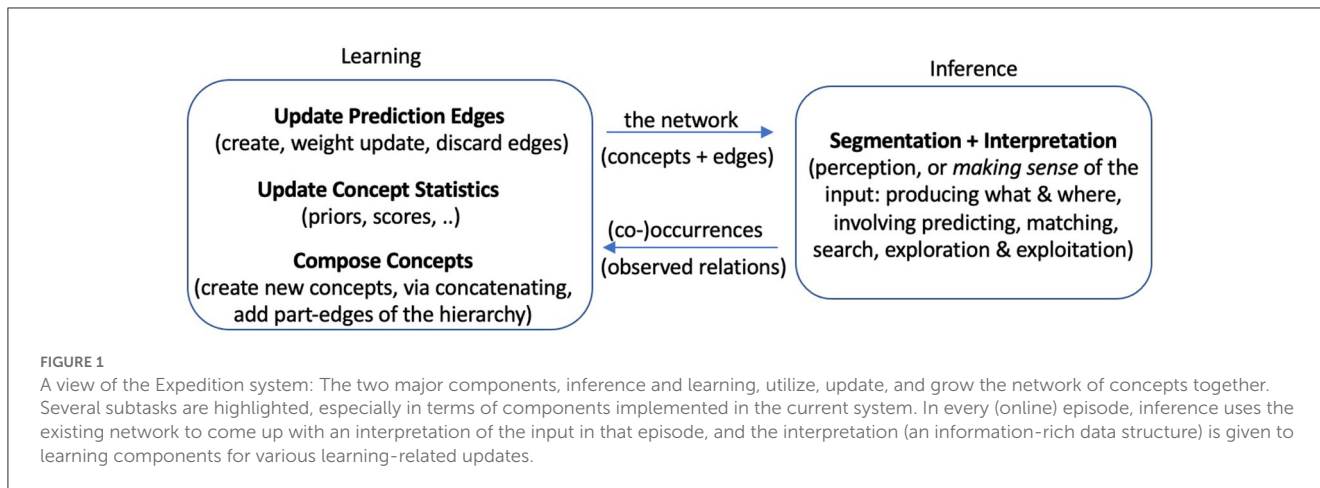 Learning
Update Prediction Edges
(create, weight update, discard edges)
Update Concept Statistics
(priors, scores, ..)
Compose Concepts
(create new concepts, via concatenating,
add part-edges of the hierarchy)
the network
(concepts + edges)
(co-)occurrences
(observed relations)
Inference
Segmentation + Interpretation
(perception, or making sense of the
input: producing what & where,
involving predicting, matching,
search, exploration & exploitation)
FIGURE 1
A view of the Expedition system: The two major components, inference and learning, utilize, update, and grow the network of concepts together.
Several subtasks are highlighted, especially in terms of components implemented in the current system. In every (online) episode, inference uses the
existing network to come up with an interpretation of the input in that episode, and the interpretation (an information-rich data structure) is given to
learning components for various learning-related updates.